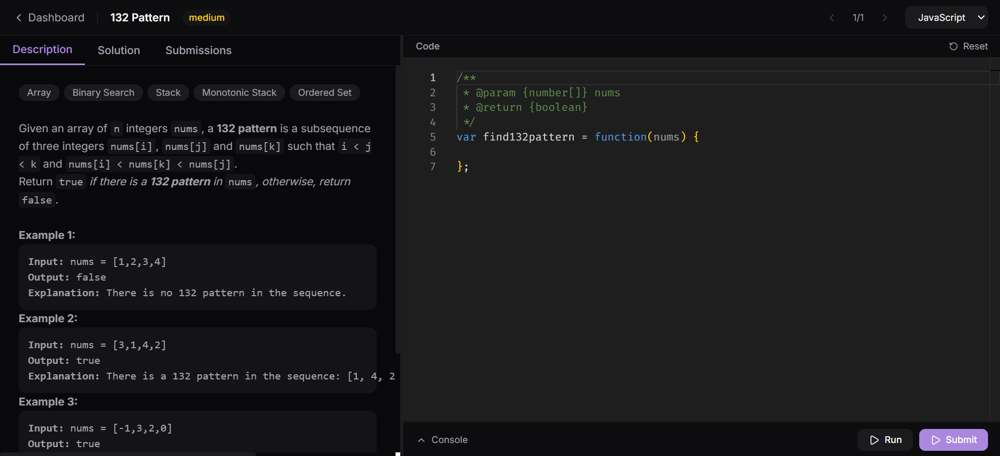 Dashboard
132 Pattern
medium
1/1
JavaScript
Description
Solution
Submissions
Array
Binary Search
Stack
Monotonic Stack
Ordered Set
Given an array of n integers nums, a 132 pattern is a subsequence
of three integers nums[i], nums[j] and nums[k] such that i < j
< k and nums[i] < nums[k] < nums[j].
Return true if there is a 132 pattern in nums, otherwise, return
false.
Example 1:
Input: nums = [1,2,3,4]
Output: false
Explanation: There is no 132 pattern in the sequence.
Example 2:
Input: nums = [3,1,4,2]
Output: true
Explanation: There is a 132 pattern in the sequence: [1, 4, 2
Example 3:
Input: nums = [-1,3,2,0]
Output: true
Code
Reset
1 /**
2 * @param {number[]} nums
3 * @return {boolean}
4 */
5 var find132pattern = function(nums) {
6
7 };
Console
Run
Submit